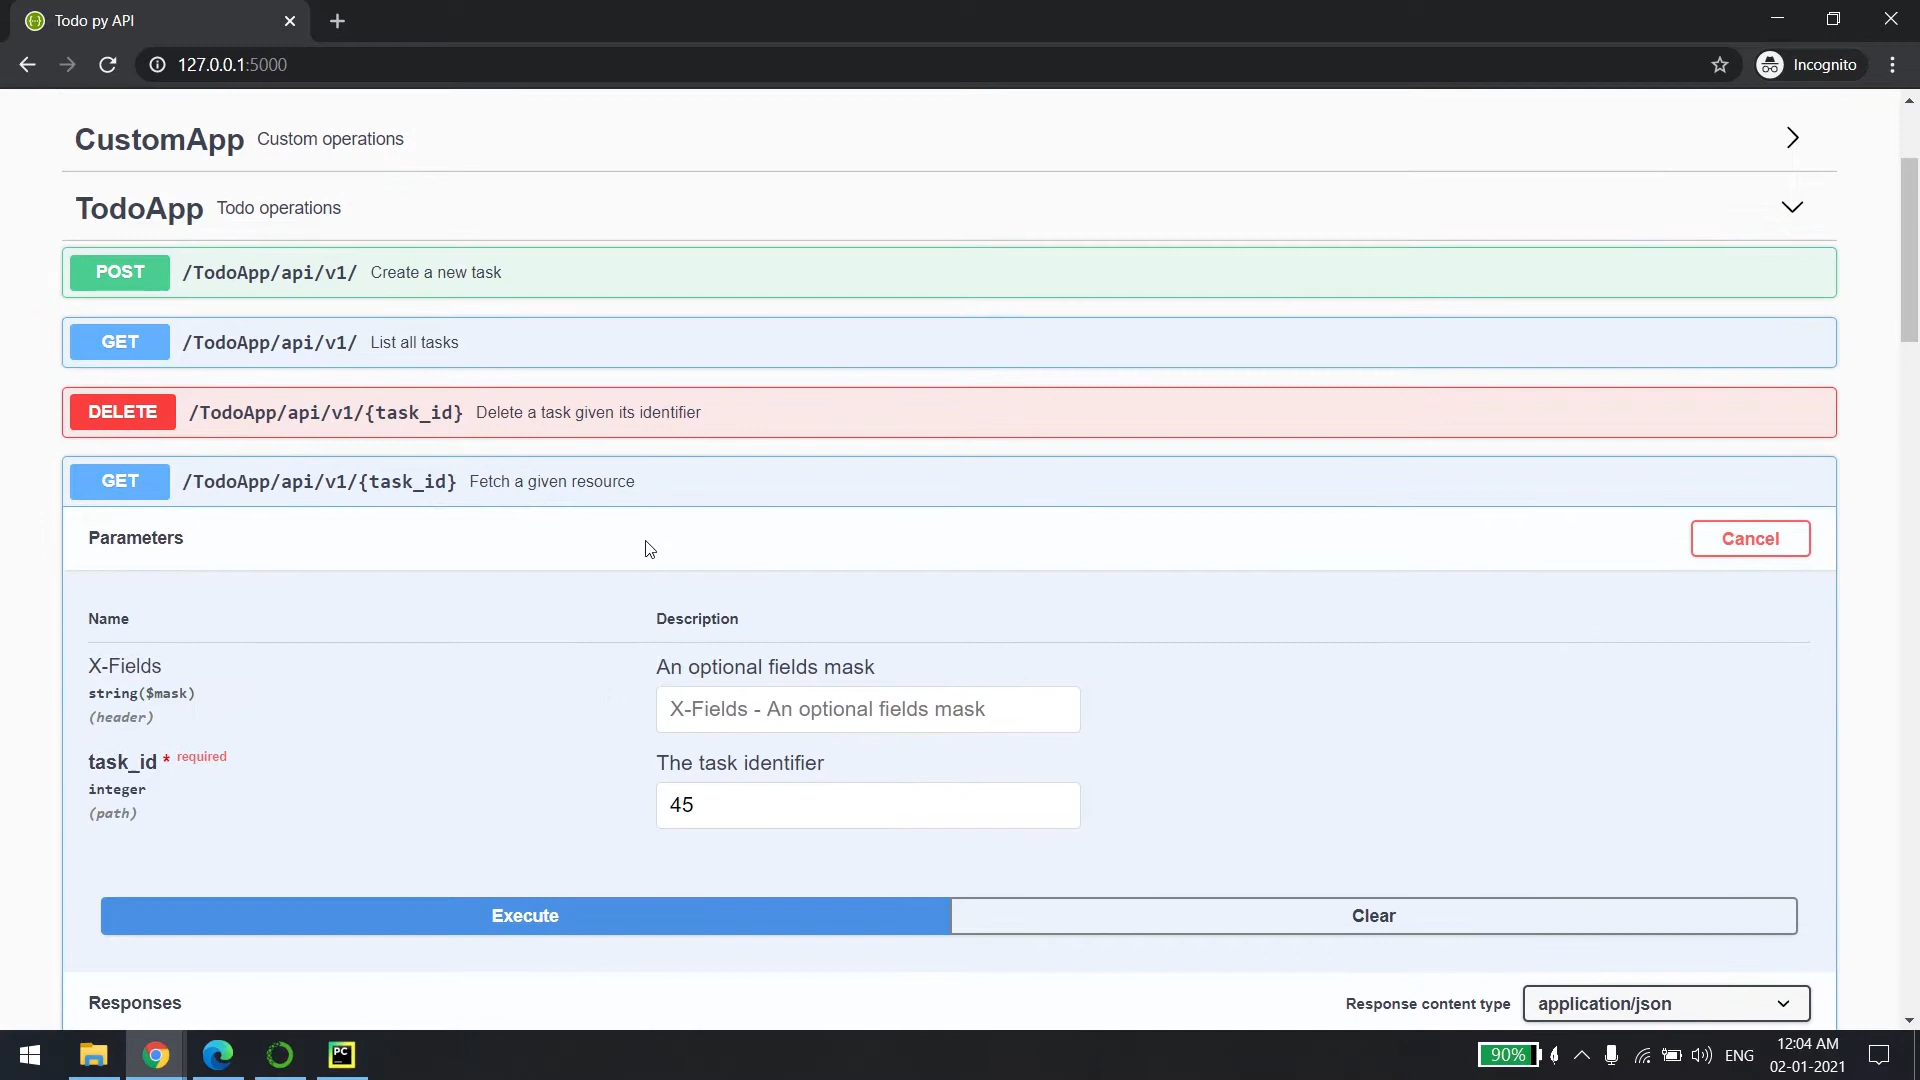 Todo py API
127.0.0.1:5000
Incognito
CustomApp Custom operations
TodoApp Todo operations
POST /TodoApp/api/v1/ Create a new task
GET /TodoApp/api/v1/ List all tasks
DELETE /TodoApp/api/v1/{task_id} Delete a task given its identifier
GET /TodoApp/api/v1/{task_id} Fetch a given resource
Parameters
Cancel
Name Description
X-Fields
string($mask)
(header)
An optional fields mask
X-Fields - An optional fields mask
task_id * required
integer
(path)
The task identifier
45
Execute
Clear
Responses
Response content type application/json
PC
90%
ENG
12:04 AM
02-01-2021